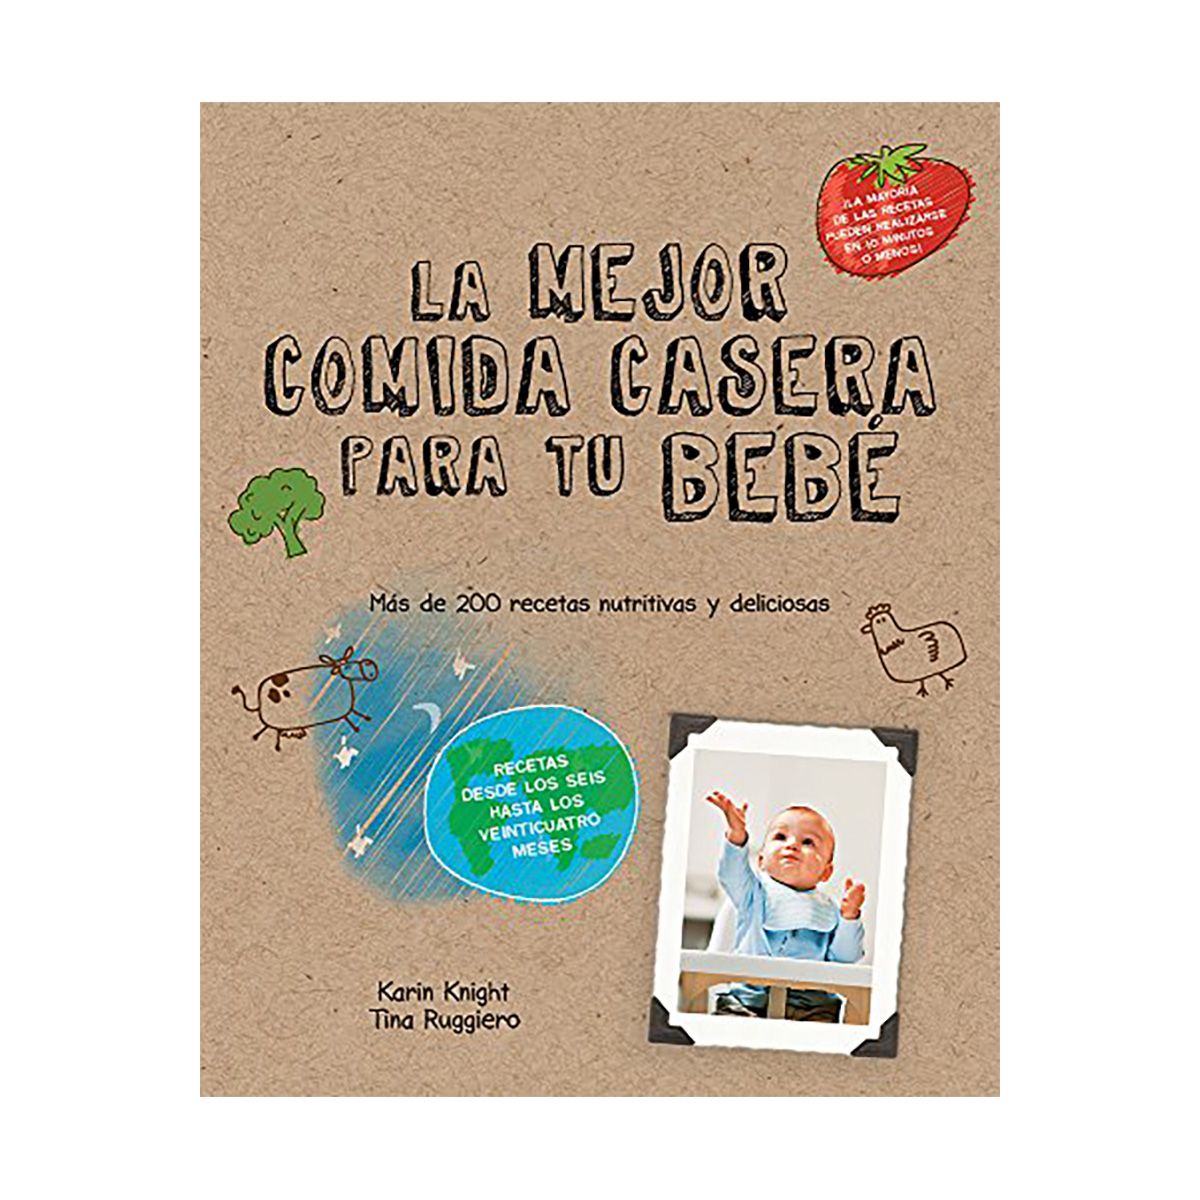 ¡LA MAYORÍA
DE LAS RECETAS
PUEDEN REALIZARSE
EN 10 MINUTOS
O MENOS!
LA MEJOR
COMIDA CASERA
PARA TU BEBÉ
Más de 200 recetas nutritivas y deliciosas
RECETAS
DESDE LOS SEIS
HASTA LOS
VEINTICUATRO
MESES
Karin Knight
Tina Ruggiero